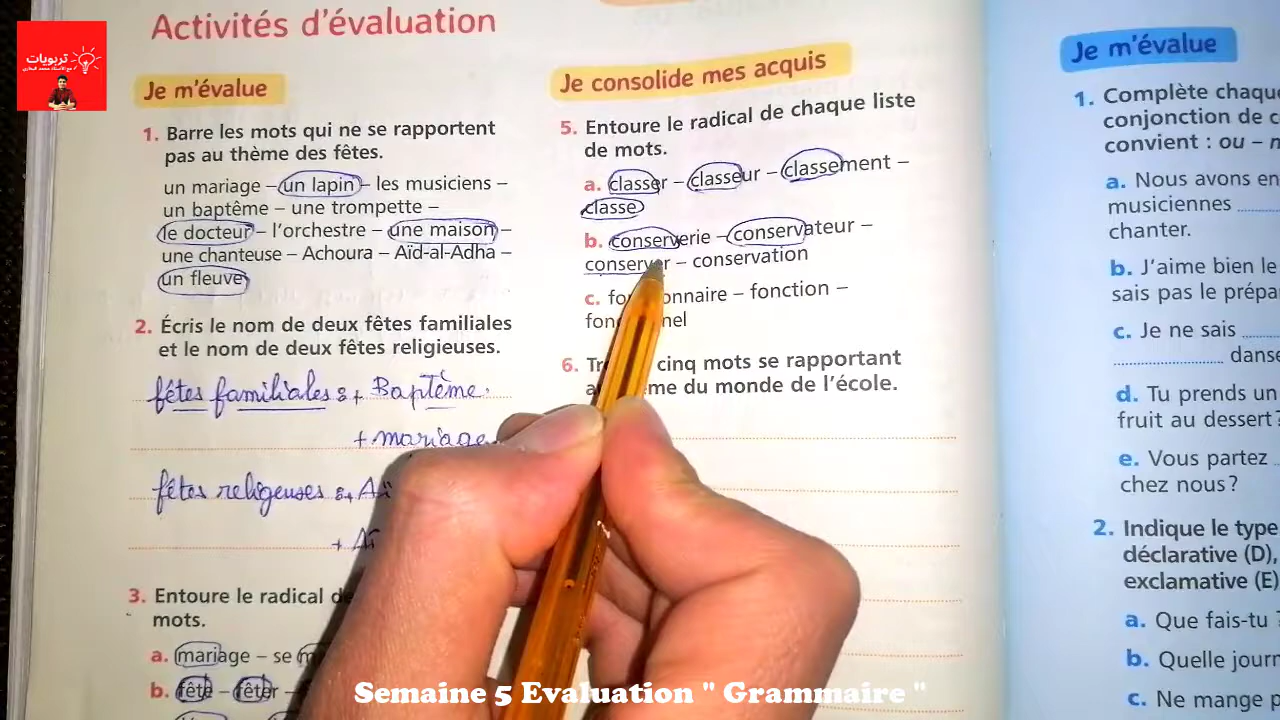 تربويات
Activités d'évaluation
Je m'évalue
1. Barre les mots qui ne se rapportent
pas au thème des fêtes.
un mariage – un lapin – les musiciens –
un baptême – une trompette –
le docteur – l'orchestre – une maison –
une chanteuse – Achoura – Aïd-al-Adha –
un fleuve
2. Écris le nom de deux fêtes familiales
et le nom de deux fêtes religieuses.
fêtes familiales : + Baptême.
+ mariage
fêtes religeuses : +
3. Entoure le radical
mots.
a. mariage – se
b. fête – fêter –
Je consolide mes acquis
5. Entoure le radical de chaque liste
de mots.
a. classer – classeur – classement –
classe
b. conserverie – conservateur –
conserver – conservation
c. – fonction –
6. cinq mots se rapportant
du monde de l'école.
Je m'évalue
1. Complète
conjonction de
convient : ou –
a. Nous avons
musiciennes
chanter.
b. J'aime bien
sais pas le
c. Je ne sais
d. Tu prends un
fruit au dessert
e. Vous partez
chez nous ?
2. Indique le type
déclarative (D),
exclamative (E)
a. Que fais-tu
b. Quelle
c. Ne mange
Semaine 5 Evaluation " Grammaire "